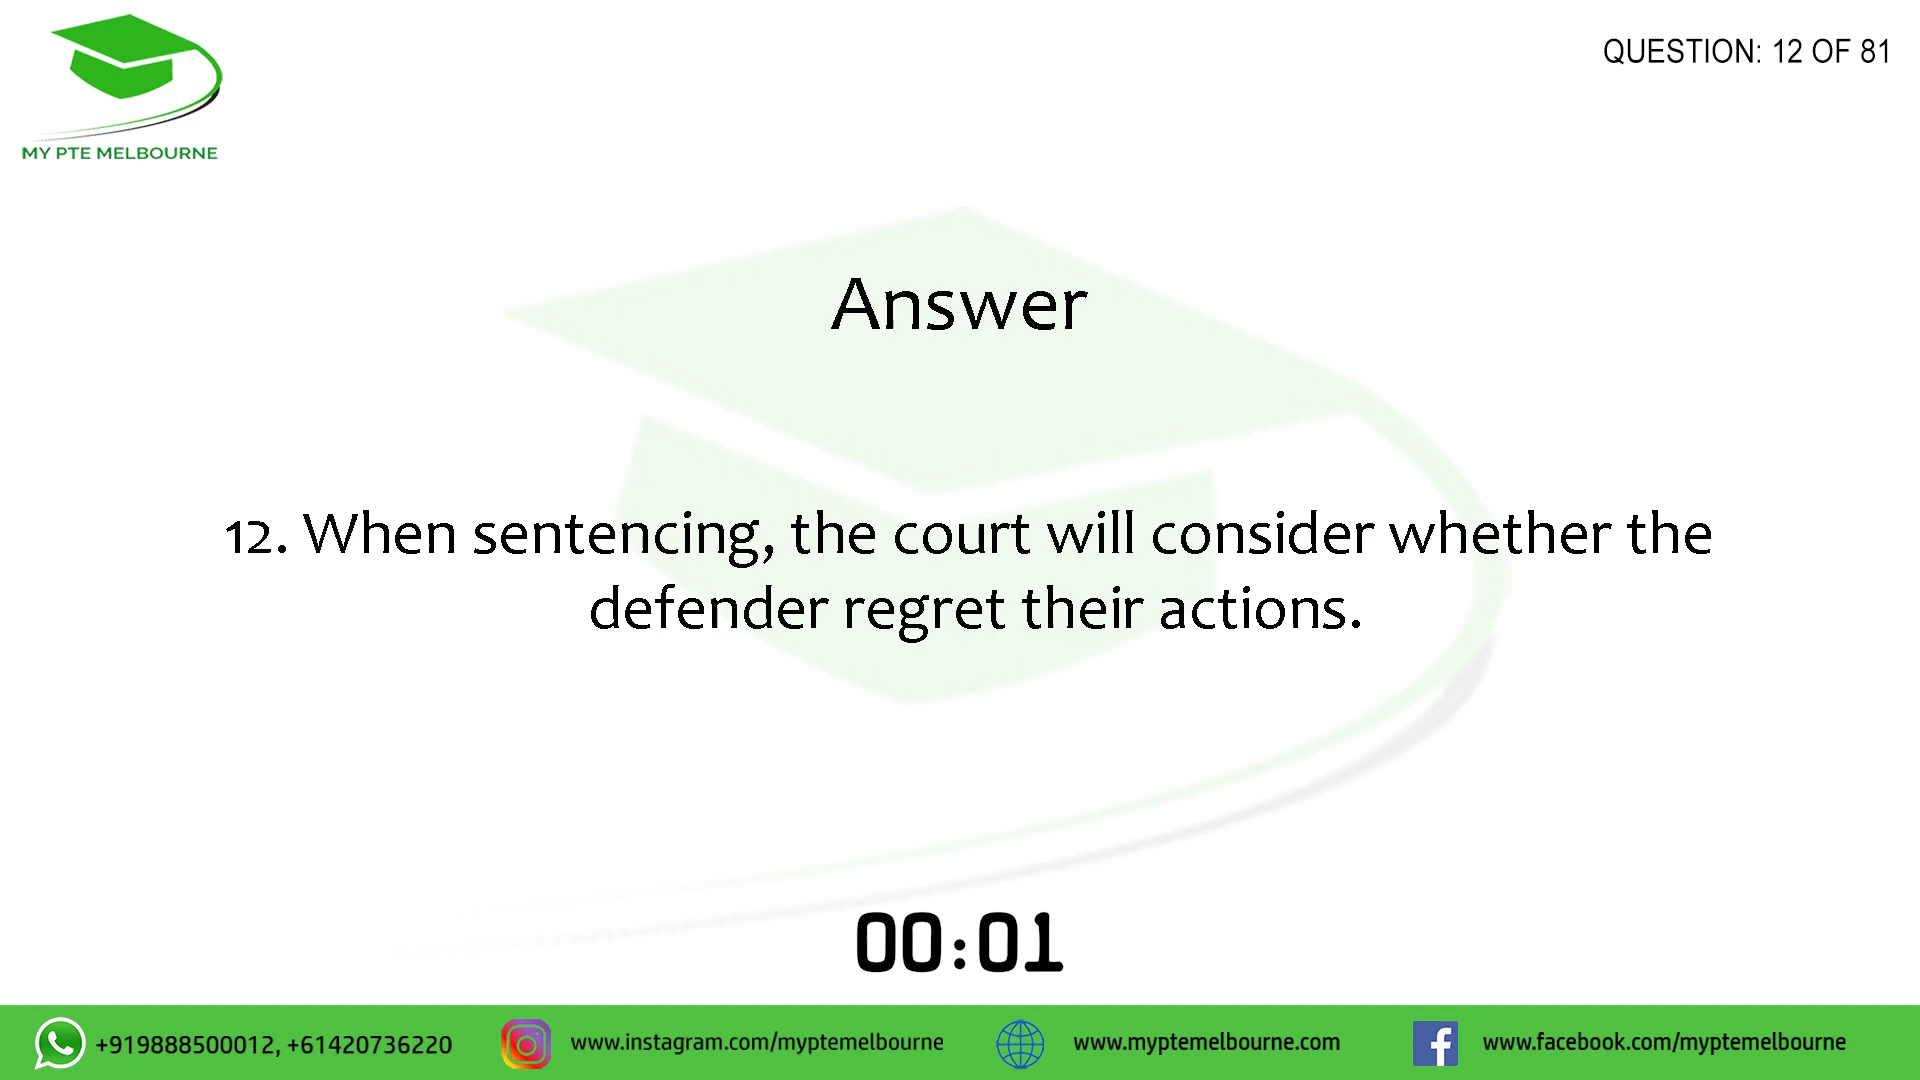 MY PTE MELBOURNE
QUESTION: 12 OF 81
Answer
12. When sentencing, the court will consider whether the
defender regret their actions.
00:01
+919888500012, +61420736220
www.instagram.com/myptemelbourne
www.myptemelbourne.com
www.facebook.com/myptemelbourne